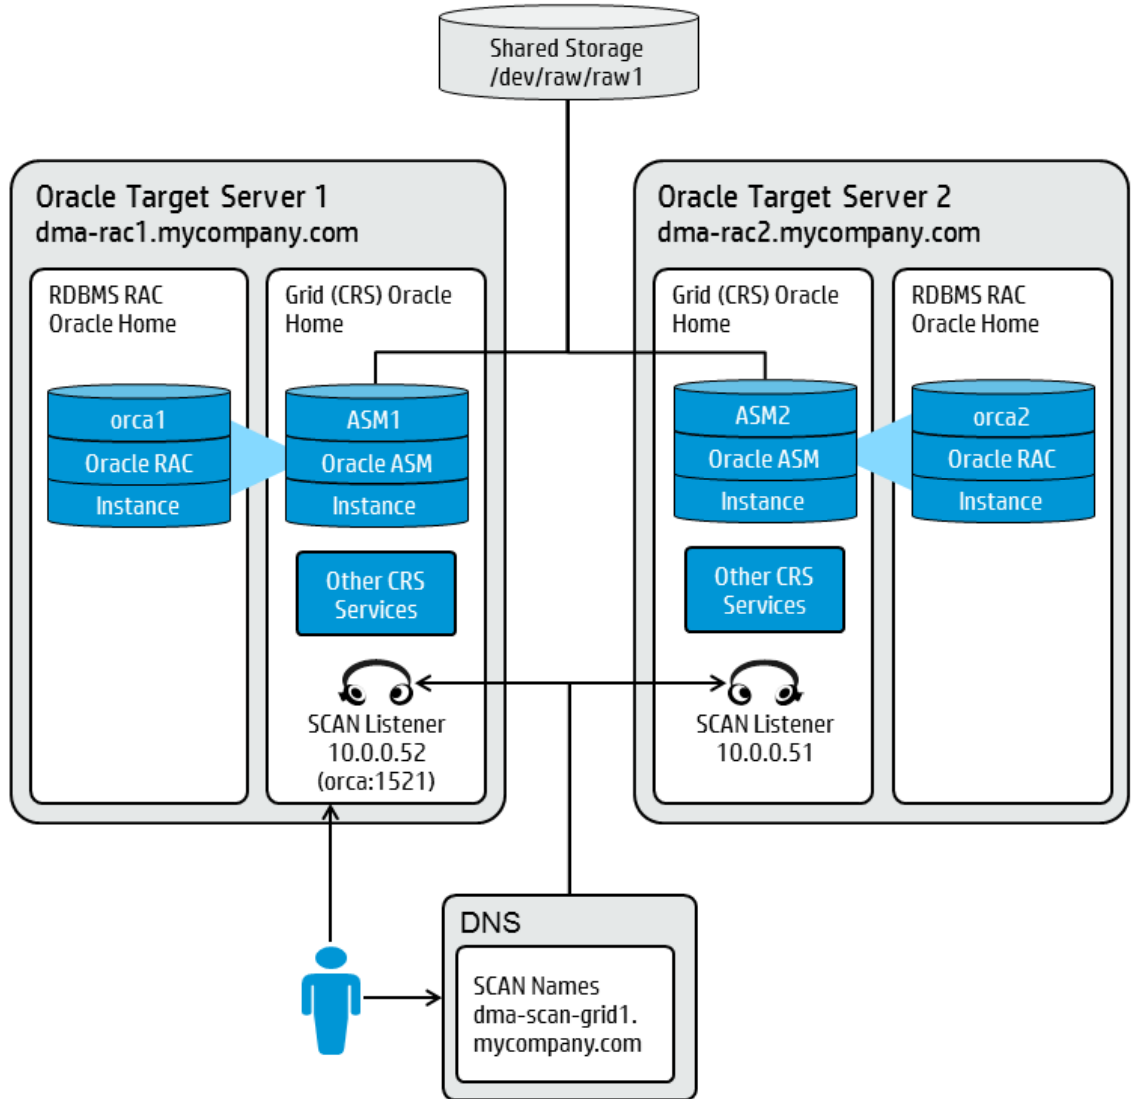 Shared Storage
/dev/raw/raw1
Oracle Target Server 1
dma-rac1.mycompany.com
RDBMS RAC
Oracle Home
orca1
Oracle RAC
Instance
Grid (CRS) Oracle
Home
ASM1
Oracle ASM
Instance
Other CRS
Services
SCAN Listener
10.0.0.52
(orca:1521)
Oracle Target Server 2
dma-rac2.mycompany.com
Grid (CRS) Oracle
Home
ASM2
Oracle ASM
Instance
Other CRS
Services
SCAN Listener
10.0.0.51
RDBMS RAC
Oracle Home
orca2
Oracle RAC
Instance
DNS
SCAN Names
dma-scan-grid1.
mycompany.com